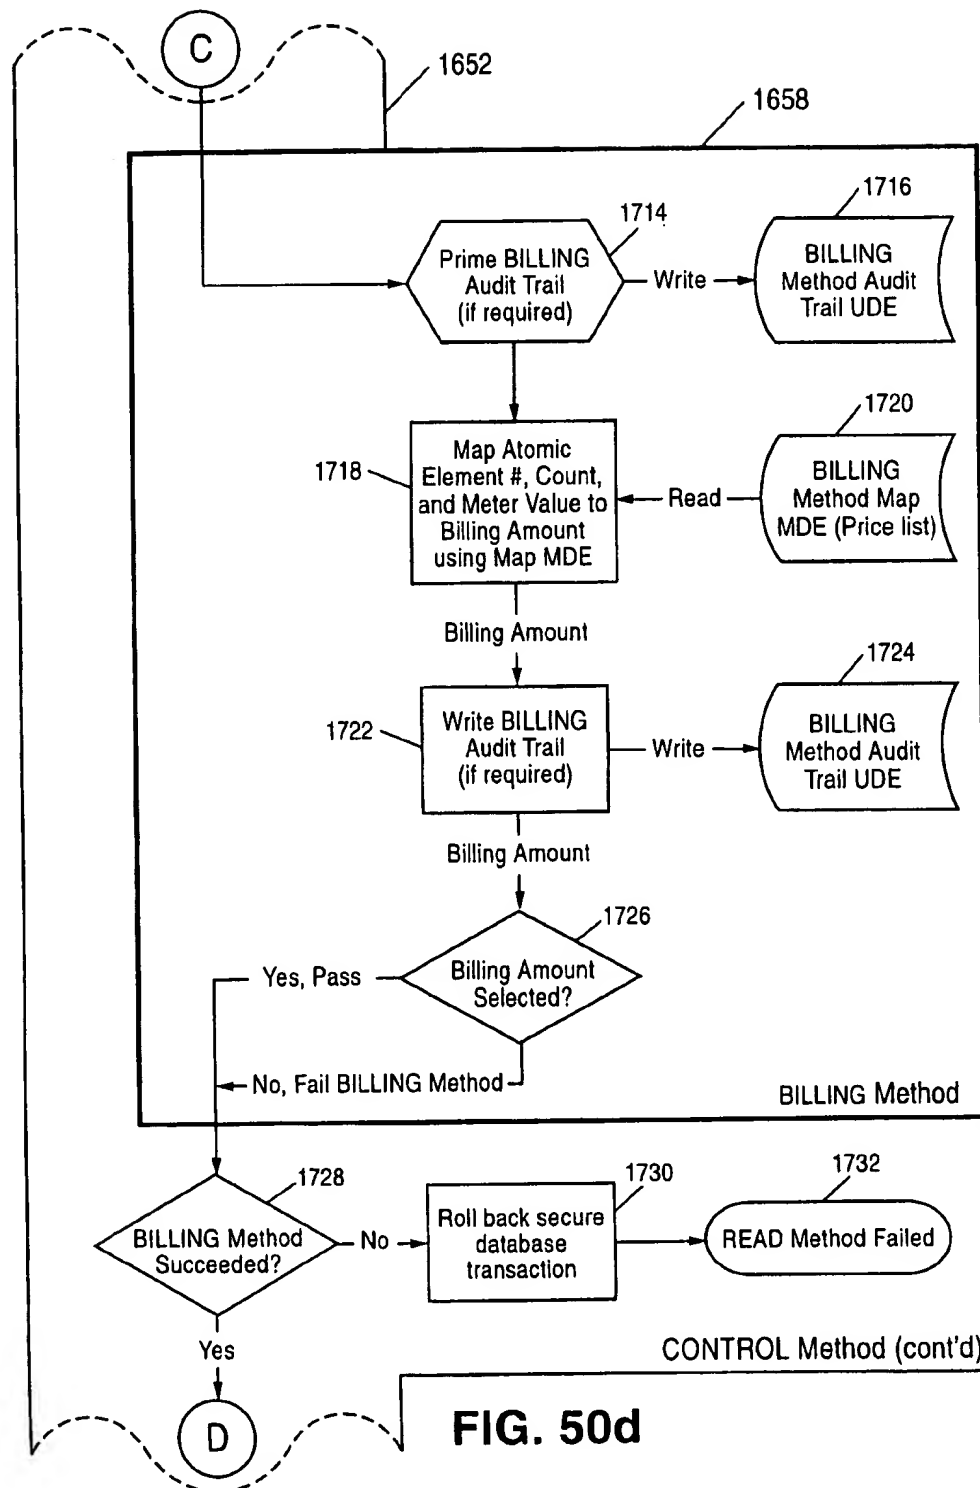 C
1652
1658
1714
Prime BILLING
Audit Trail
(if required)
Write
1716
BILLING
Method Audit
Trail UDE
1718
Map Atomic
Element #, Count,
and Meter Value to
Billing Amount
using Map MDE
Read
1720
BILLING
Method Map
MDE (Price list)
Billing Amount
1722
Write BILLING
Audit Trail
(if required)
Write
1724
BILLING
Method Audit
Trail UDE
Billing Amount
1726
Billing Amount
Selected?
Yes, Pass
No, Fail BILLING Method
BILLING Method
1728
BILLING Method
Succeeded?
No
1730
Roll back secure
database
transaction
1732
READ Method Failed
Yes
CONTROL Method (cont'd)
D
FIG. 50d